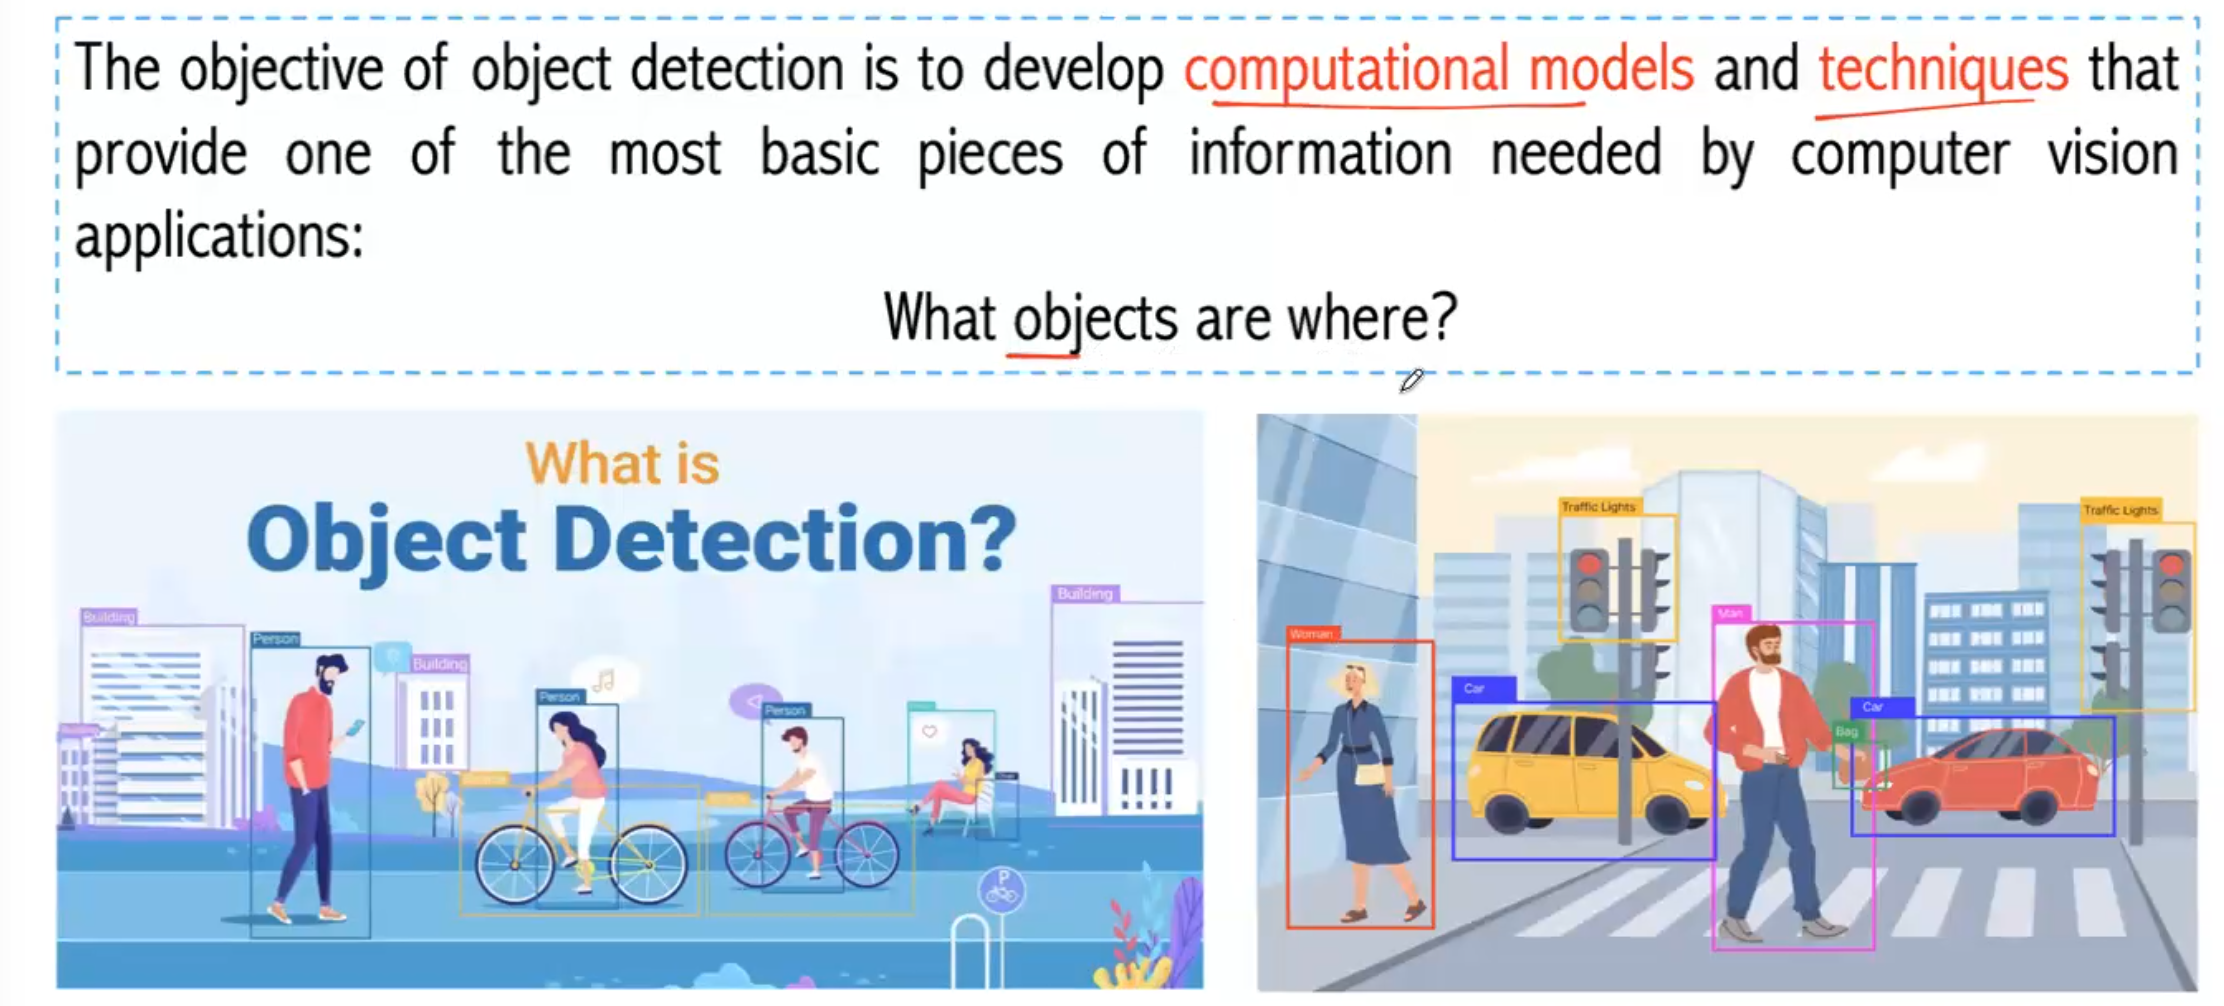 The objective of object detection is to develop computational models and techniques that
provide one of the most basic pieces of information needed by computer vision
applications:
What objects are where?
What is
Object Detection?
Building
Person
Building
Person
Person
Building
P
Traffic Lights
Traffic Lights
Woman
Man
Car
Car
Bag